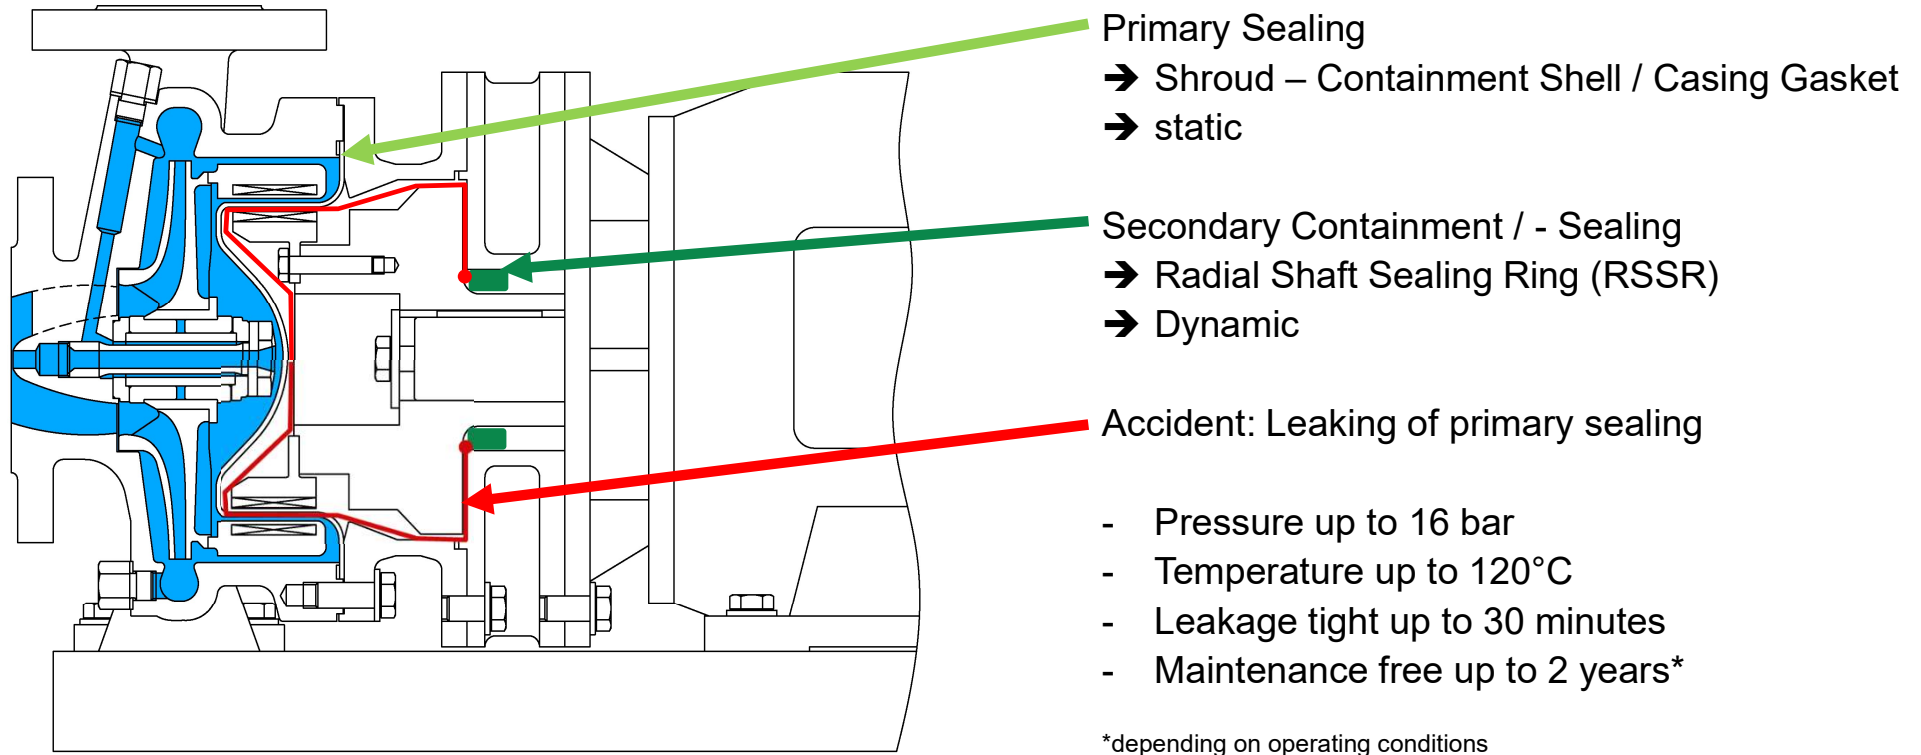 Primary Sealing
➔ Shroud – Containment Shell / Casing Gasket
➔ static
Secondary Containment / - Sealing
➔ Radial Shaft Sealing Ring (RSSR)
➔ Dynamic
Accident: Leaking of primary sealing
- Pressure up to 16 bar
- Temperature up to 120°C
- Leakage tight up to 30 minutes
- Maintenance free up to 2 years*
*depending on operating conditions